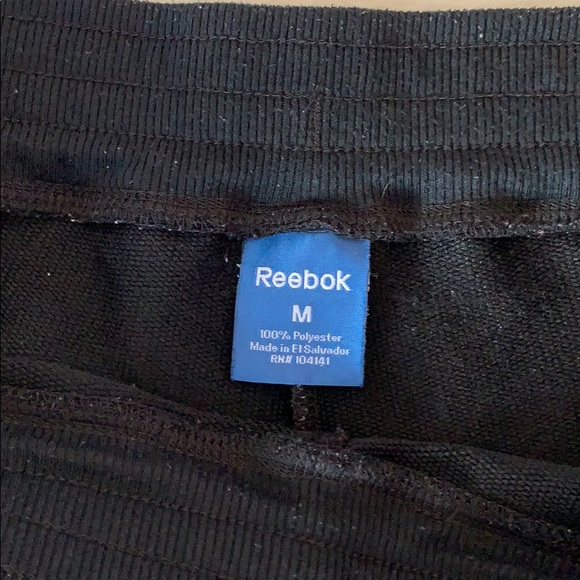 Reebok
M
100% Polyester
Made in El Salvador
RN# 104141